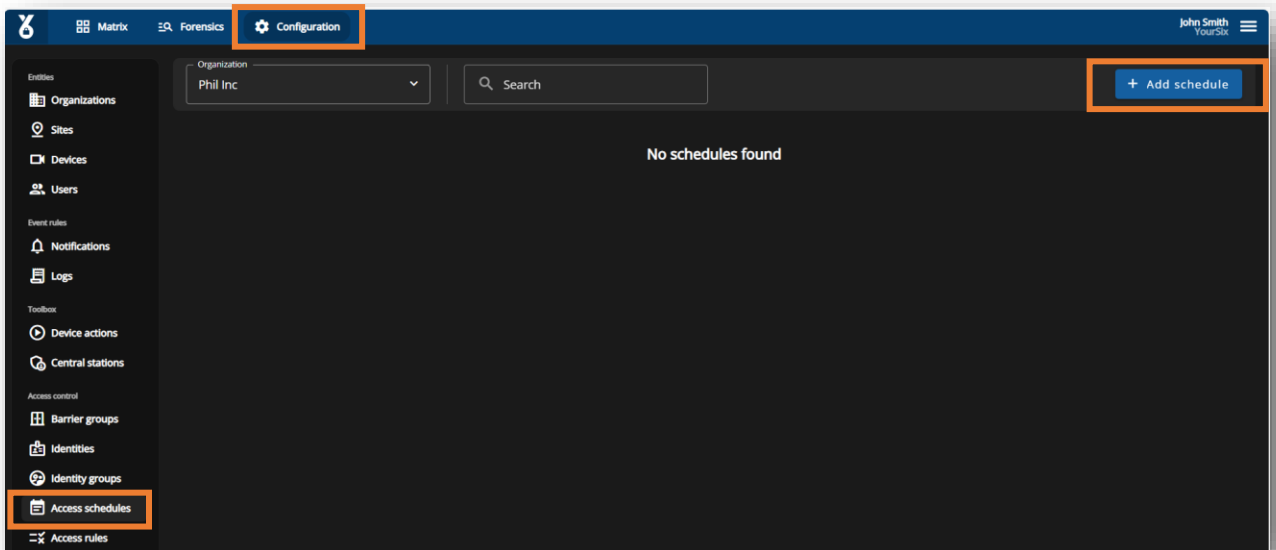 Matrix
Forensics
Configuration
John Smith
YourSix
Entities
Organizations
Sites
Devices
Users
Event rules
Notifications
Logs
Toolbox
Device actions
Central stations
Access control
Barrier groups
Identities
Identity groups
Access schedules
Access rules
Organization
Phil Inc
Search
+ Add schedule
No schedules found